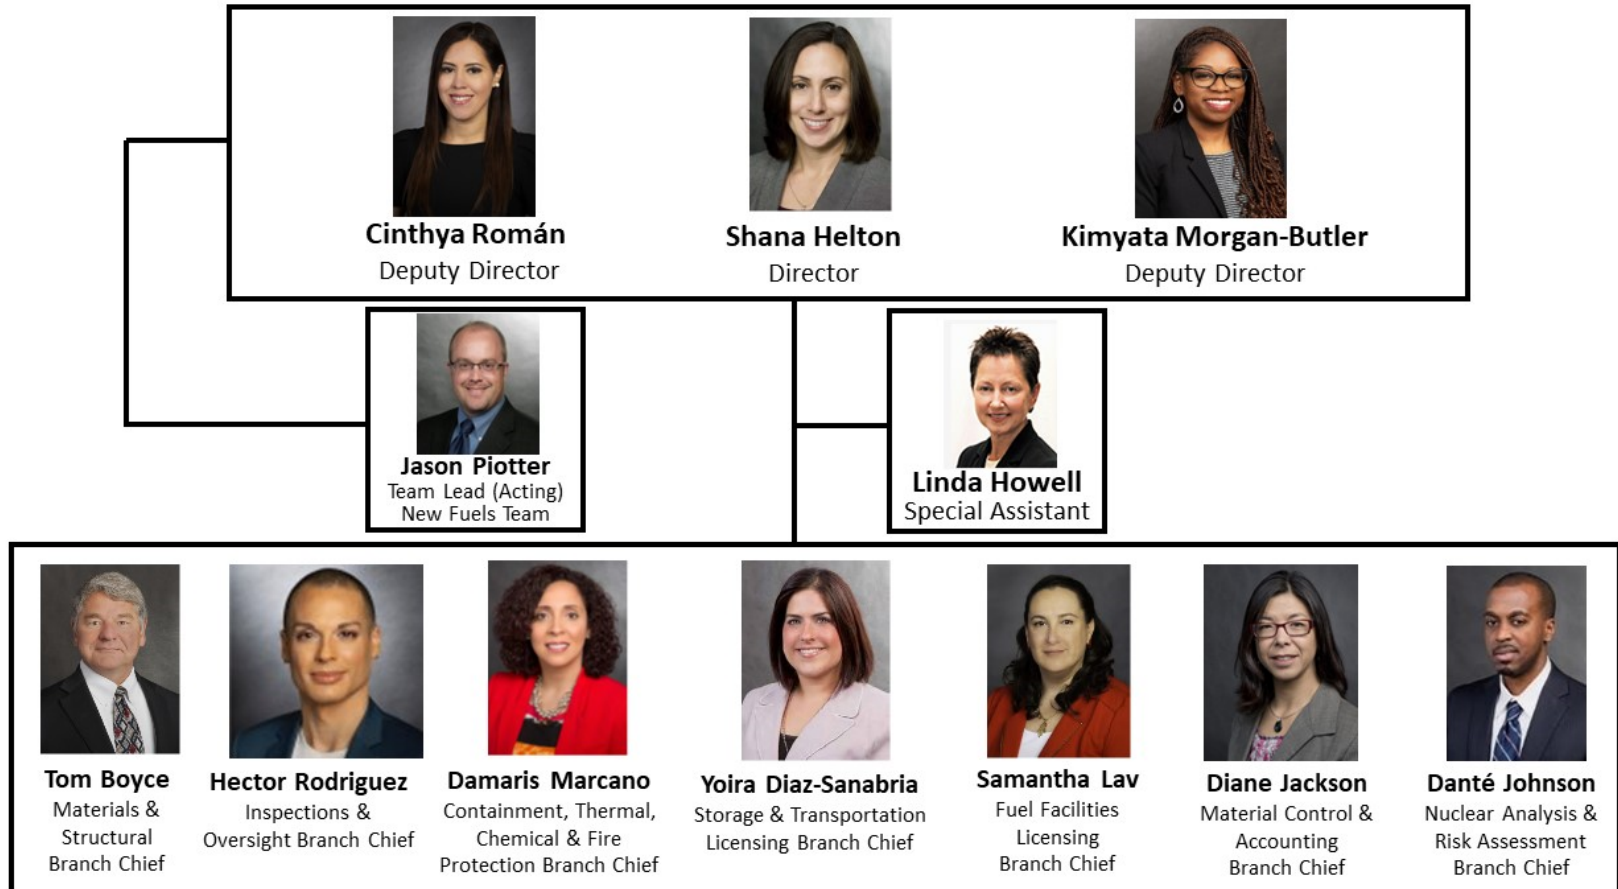 Cinthya Román
Deputy Director
Shana Helton
Director
Kimyata Morgan-Butler
Deputy Director
Jason Piotter
Team Lead (Acting)
New Fuels Team
Linda Howell
Special Assistant
Tom Boyce
Materials &
Structural
Branch Chief
Hector Rodriguez
Inspections &
Oversight Branch Chief
Damaris Marcano
Containment, Thermal,
Chemical & Fire
Protection Branch Chief
Yoira Diaz-Sanabria
Storage & Transportation
Licensing Branch Chief
Samantha Lav
Fuel Facilities
Licensing
Branch Chief
Diane Jackson
Material Control &
Accounting
Branch Chief
Danté Johnson
Nuclear Analysis &
Risk Assessment
Branch Chief